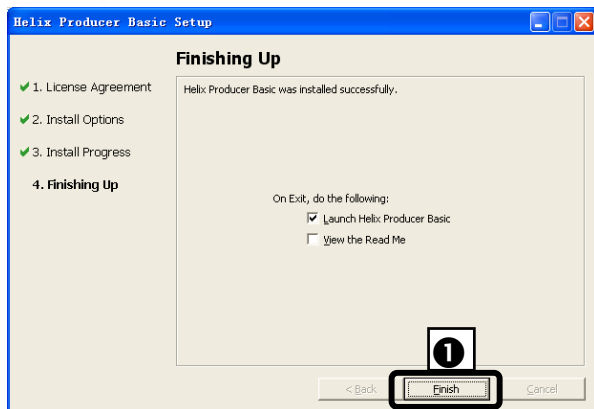 Helix Producer Basic Setup
Finishing Up
1. License Agreement
2. Install Options
3. Install Progress
4. Finishing Up
Helix Producer Basic was installed successfully.
On Exit, do the following:
Launch Helix Producer Basic
View the Read Me
1
< Back
Finish
Cancel